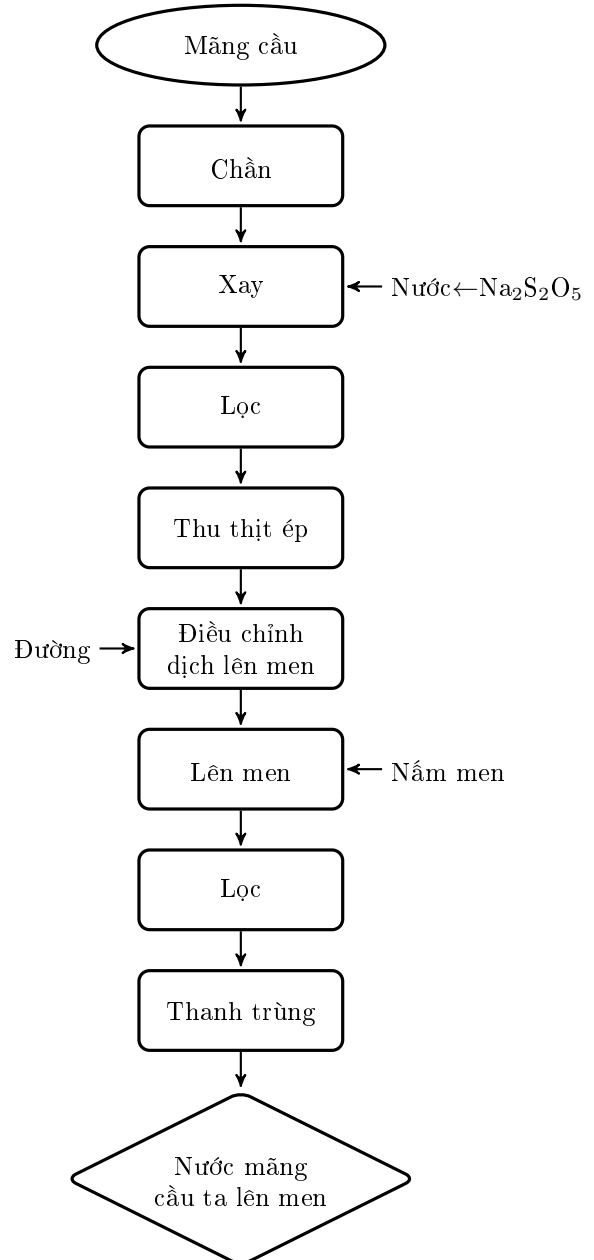 Mãng cầu
Chần
Xay
Nước←Na₂S₂O₅
Lọc
Thu thịt ép
Đường
Điều chỉnh
dịch lên men
Lên men
Nấm men
Lọc
Thanh trùng
Nước mãng
cầu ta lên men